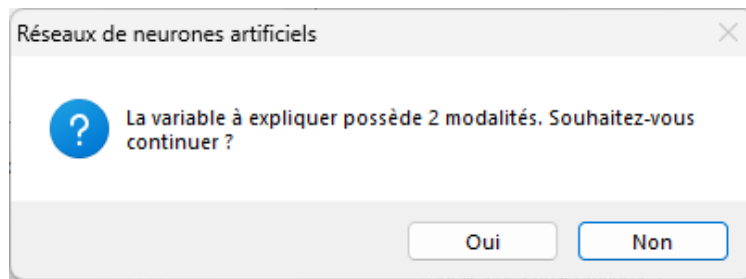 Réseaux de neurones artificiels
La variable à expliquer possède 2 modalités. Souhaitez-vous
continuer ?
Oui
Non